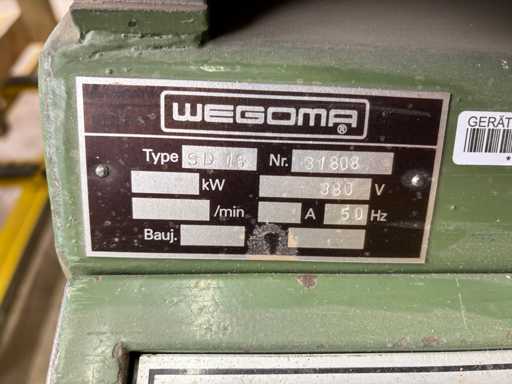 WEGOMA ®
Type SD 16 Nr. 31808
kW 380 V
/min A 50 Hz
Bauj.
GERÄT